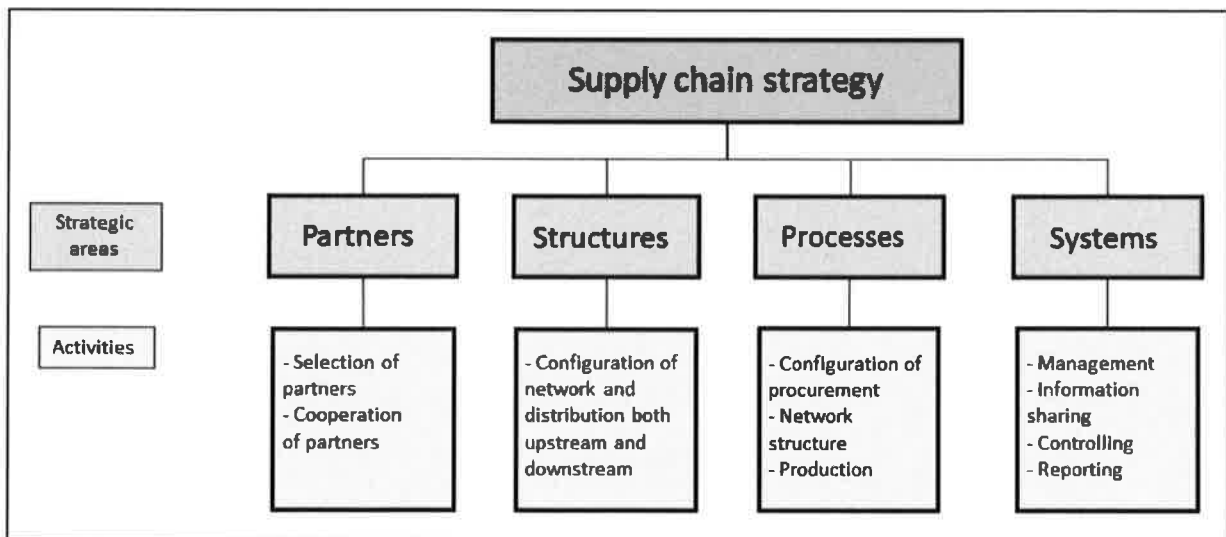 Supply chain strategy
Strategic
areas
Partners
Structures
Processes
Systems
Activities
- Selection of
partners
- Cooperation
of partners
- Configuration of
network and
distribution both
upstream and
downstream
- Configuration of
procurement
- Network
structure
- Production
- Management
- Information
sharing
- Controlling
- Reporting